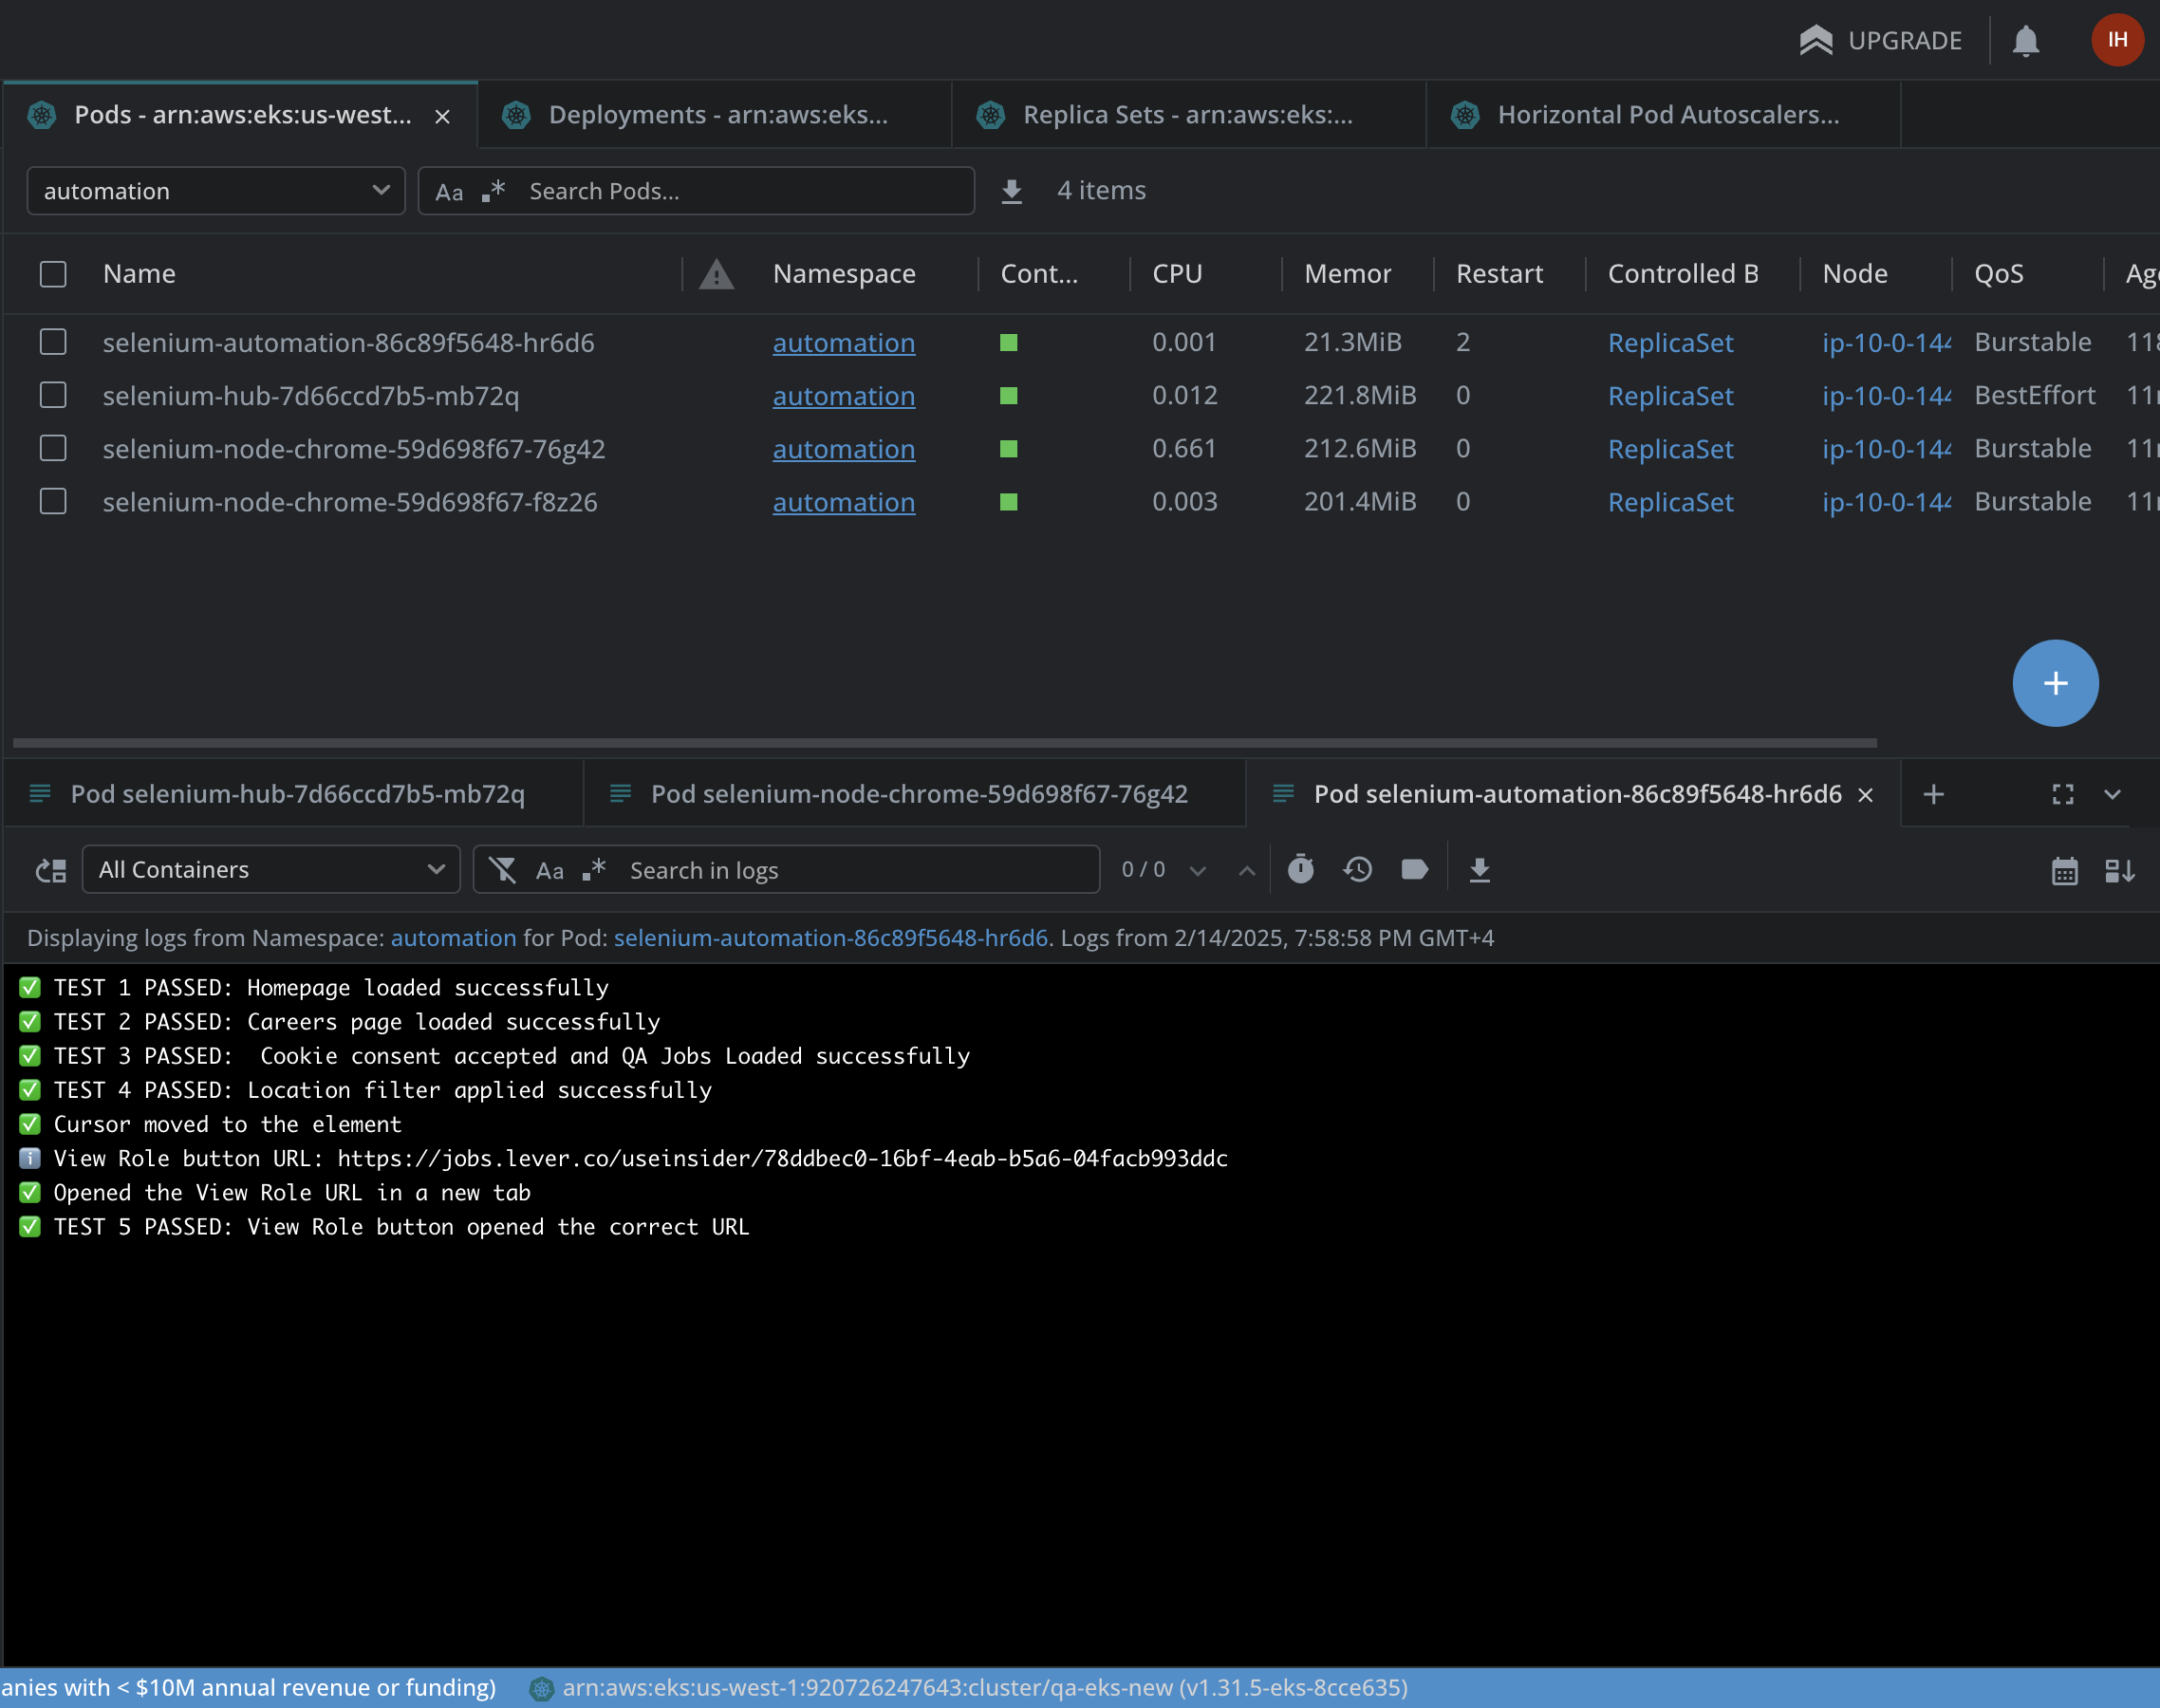 UPGRADE IH
Pods - arn:aws:eks:us-west... Deployments - arn:aws:eks... Replica Sets - arn:aws:eks:... Horizontal Pod Autoscalers...
automation Aa .* Search Pods... 4 items
Name Namespace Cont... CPU Memor Restart Controlled B Node QoS Age
selenium-automation-86c89f5648-hr6d6 automation 0.001 21.3MiB 2 ReplicaSet ip-10-0-144 Burstable 118
selenium-hub-7d66ccd7b5-mb72q automation 0.012 221.8MiB 0 ReplicaSet ip-10-0-144 BestEffort 11
selenium-node-chrome-59d698f67-76g42 automation 0.661 212.6MiB 0 ReplicaSet ip-10-0-144 Burstable 11
selenium-node-chrome-59d698f67-f8z26 automation 0.003 201.4MiB 0 ReplicaSet ip-10-0-144 Burstable 11
Pod selenium-hub-7d66ccd7b5-mb72q Pod selenium-node-chrome-59d698f67-76g42 Pod selenium-automation-86c89f5648-hr6d6
All Containers Aa .* Search in logs 0 / 0
Displaying logs from Namespace: automation for Pod: selenium-automation-86c89f5648-hr6d6. Logs from 2/14/2025, 7:58:58 PM GMT+4
✅ TEST 1 PASSED: Homepage loaded successfully
✅ TEST 2 PASSED: Careers page loaded successfully
✅ TEST 3 PASSED:  Cookie consent accepted and QA Jobs Loaded successfully
✅ TEST 4 PASSED: Location filter applied successfully
✅ Cursor moved to the element
ℹ️ View Role button URL: https://jobs.lever.co/useinsider/78ddbec0-16bf-4eab-b5a6-04facb993ddc
✅ Opened the View Role URL in a new tab
✅ TEST 5 PASSED: View Role button opened the correct URL
anies with < $10M annual revenue or funding) arn:aws:eks:us-west-1:920726247643:cluster/qa-eks-new (v1.31.5-eks-8cce635)